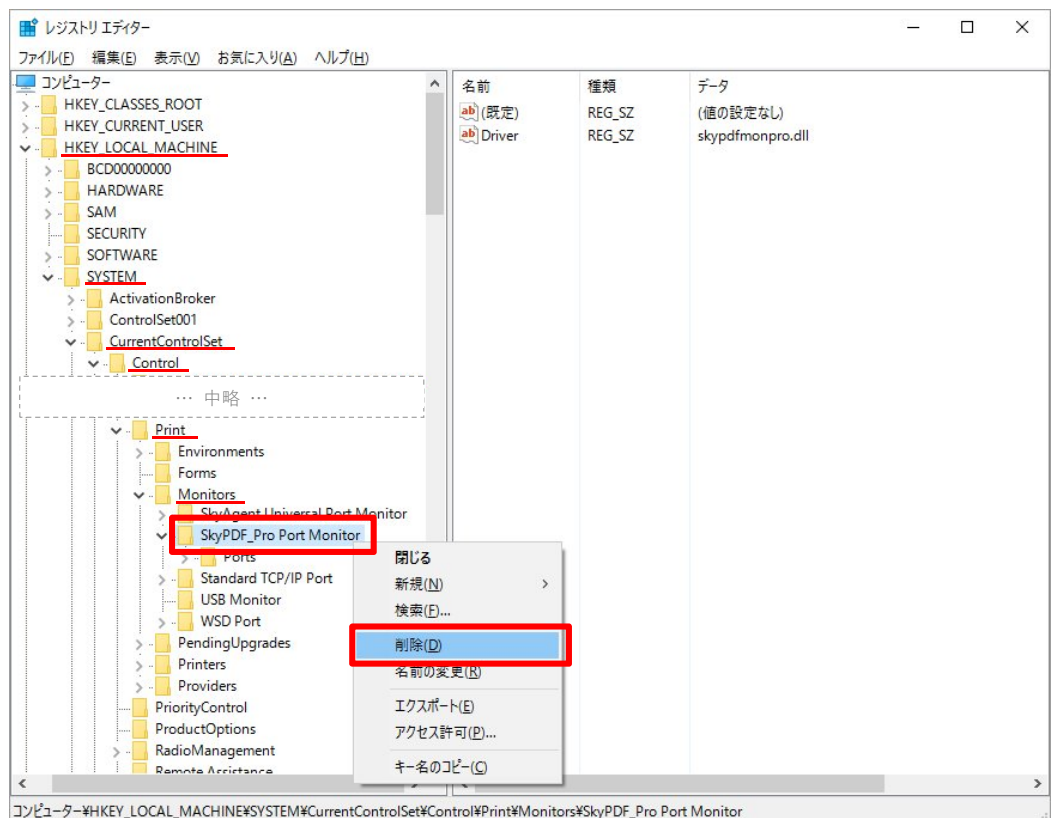 レジストリ エディター
ファイル(F) 編集(E) 表示(V) お気に入り(A) ヘルプ(H)
コンピューター
HKEY_CLASSES_ROOT
HKEY_CURRENT_USER
HKEY_LOCAL_MACHINE
BCD00000000
HARDWARE
SAM
SECURITY
SOFTWARE
SYSTEM
ActivationBroker
ControlSet001
CurrentControlSet
Control
… 中略 …
Print
Environments
Forms
Monitors
SkyAgent Universal Port Monitor
SkyPDF_Pro Port Monitor
Ports
Standard TCP/IP Port
USB Monitor
WSD Port
PendingUpgrades
Printers
Providers
PriorityControl
ProductOptions
RadioManagement
Remote Assistance
名前 種類 データ
(既定) REG_SZ (値の設定なし)
Driver REG_SZ skypdfmonpro.dll
閉じる
新規(N)
検索(F)...
削除(D)
名前の変更(R)
エクスポート(E)
アクセス許可(P)...
キー名のコピー(C)
コンピューター¥HKEY_LOCAL_MACHINE¥SYSTEM¥CurrentControlSet¥Control¥Print¥Monitors¥SkyPDF_Pro Port Monitor